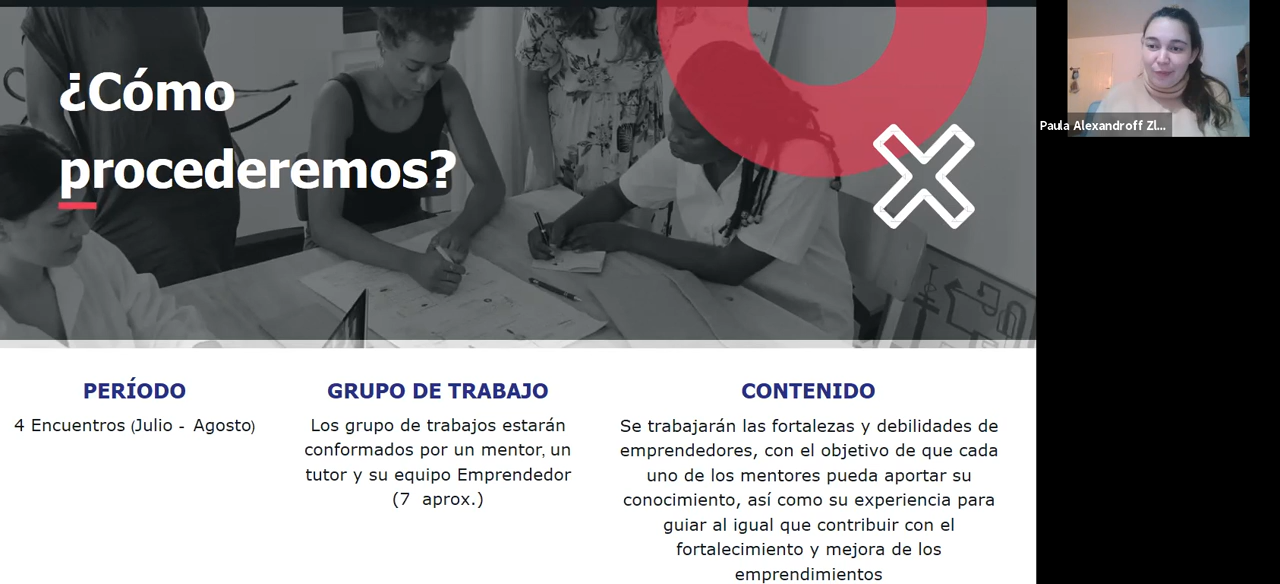 ¿Cómo
procederemos?
Paula Alexandroff Zl...
PERÍODO
4 Encuentros (Julio - Agosto)
GRUPO DE TRABAJO
Los grupo de trabajos estarán
conformados por un mentor, un
tutor y su equipo Emprendedor
(7 aprox.)
CONTENIDO
Se trabajarán las fortalezas y debilidades de
emprendedores, con el objetivo de que cada
uno de los mentores pueda aportar su
conocimiento, así como su experiencia para
guiar al igual que contribuir con el
fortalecimiento y mejora de los
emprendimientos